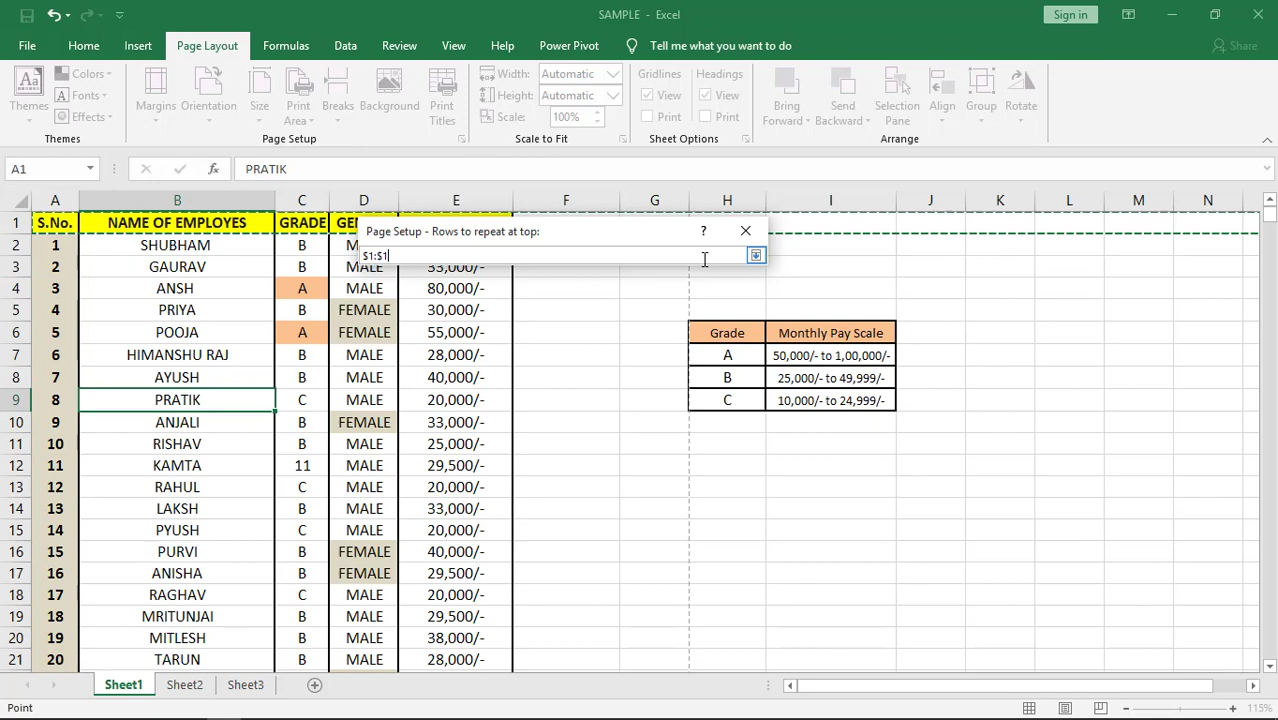 SAMPLE - Excel
Sign in
File Home Insert Page Layout Formulas Data Review View Help Power Pivot Tell me what you want to do Share
Themes Colors Fonts Effects Margins Orientation Size Print Area Breaks Background Print Titles Width: Automatic Height: Automatic Scale: 100% Gridlines View Print Headings View Print Bring Forward Send Backward Selection Pane Align Group Rotate
Themes Page Setup Scale to Fit Sheet Options Arrange
A1 fx PRATIK
A B C D E F G H I J K L M N
1 S.No. NAME OF EMPLOYES GRADE
Page Setup - Rows to repeat at top: ?
$1:$1
2 1 SHUBHAM B
3 2 GAURAV B MALE 33,000/-
4 3 ANSH A MALE 80,000/-
5 4 PRIYA B FEMALE 30,000/-
6 5 POOJA A FEMALE 55,000/- Grade Monthly Pay Scale
7 6 HIMANSHU RAJ B MALE 28,000/- A 50,000/- to 1,00,000/-
8 7 AYUSH B MALE 40,000/- B 25,000/- to 49,999/-
9 8 PRATIK C MALE 20,000/- C 10,000/- to 24,999/-
10 9 ANJALI B FEMALE 33,000/-
11 10 RISHAV B MALE 25,000/-
12 11 KAMTA 11 MALE 29,500/-
13 12 RAHUL C MALE 20,000/-
14 13 LAKSH B MALE 33,000/-
15 14 PYUSH C MALE 20,000/-
16 15 PURVI B FEMALE 40,000/-
17 16 ANISHA B FEMALE 29,500/-
18 17 RAGHAV C MALE 20,000/-
19 18 MRITUNJAI B MALE 29,500/-
20 19 MITLESH B MALE 38,000/-
21 20 TARUN B MALE 28,000/-
Sheet1 Sheet2 Sheet3
Point 115%